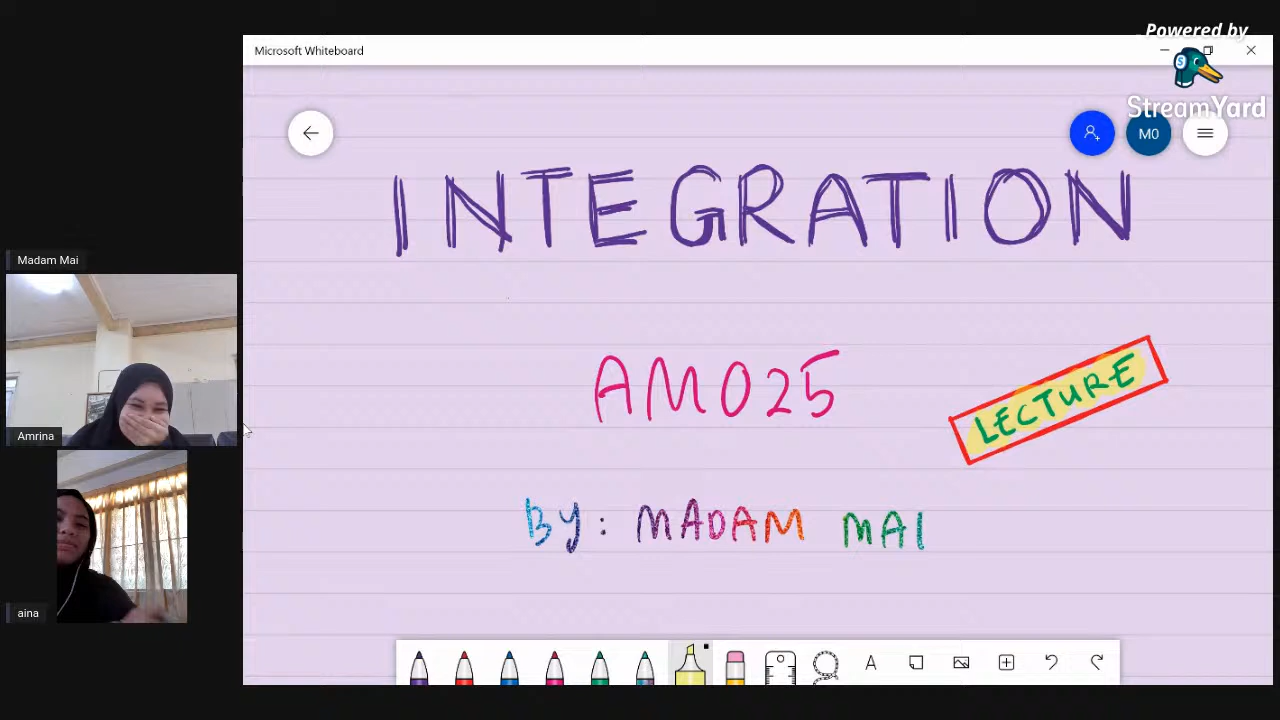 Powered by
Microsoft Whiteboard
StreamYard
M0
INTEGRATION
Madam Mai
AM025
LECTURE
Amrina
BY: MADAM MAI
aina
A